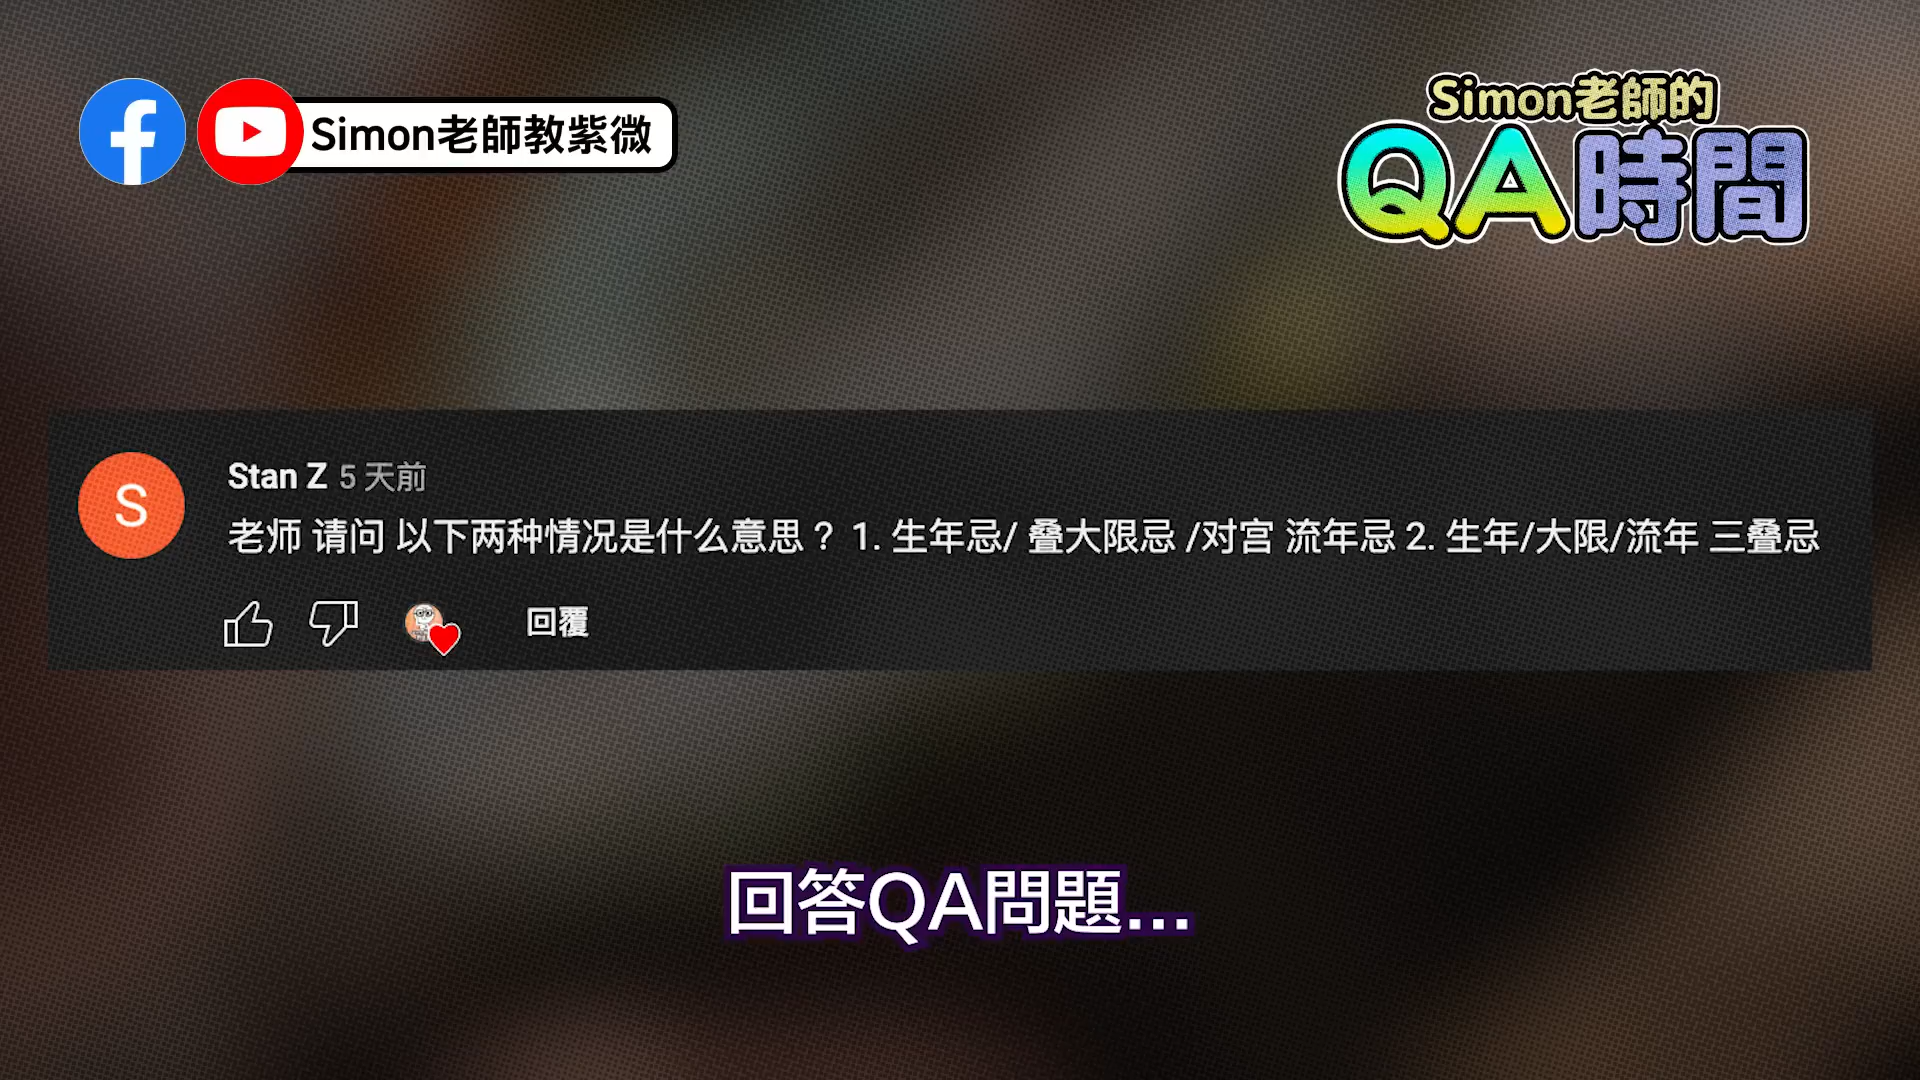 Simon老師教紫微
Simon老師的
QA時間
S
Stan Z 5 天前
老师 请问 以下两种情况是什么意思？ 1. 生年忌/ 叠大限忌 /对宫 流年忌 2. 生年/大限/流年 三叠忌
回覆
回答QA問題...